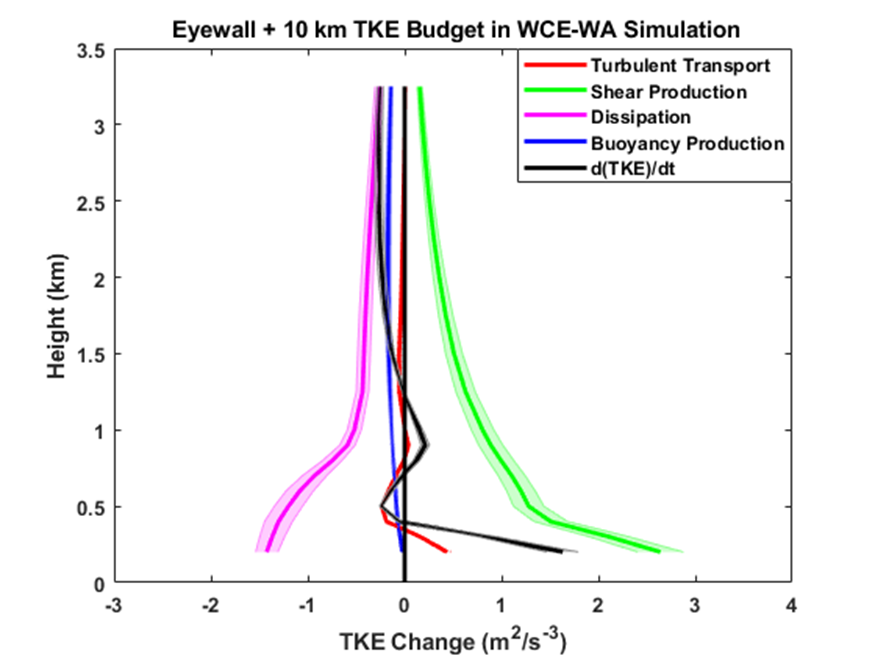 Eyewall + 10 km TKE Budget in WCE-WA Simulation
3.5
3
2.5
2
1.5
1
0.5
0
Height (km)
Turbulent Transport
Shear Production
Dissipation
Buoyancy Production
d(TKE)/dt
-3 -2 -1 0 1 2 3 4
TKE Change (m²/s⁻³)